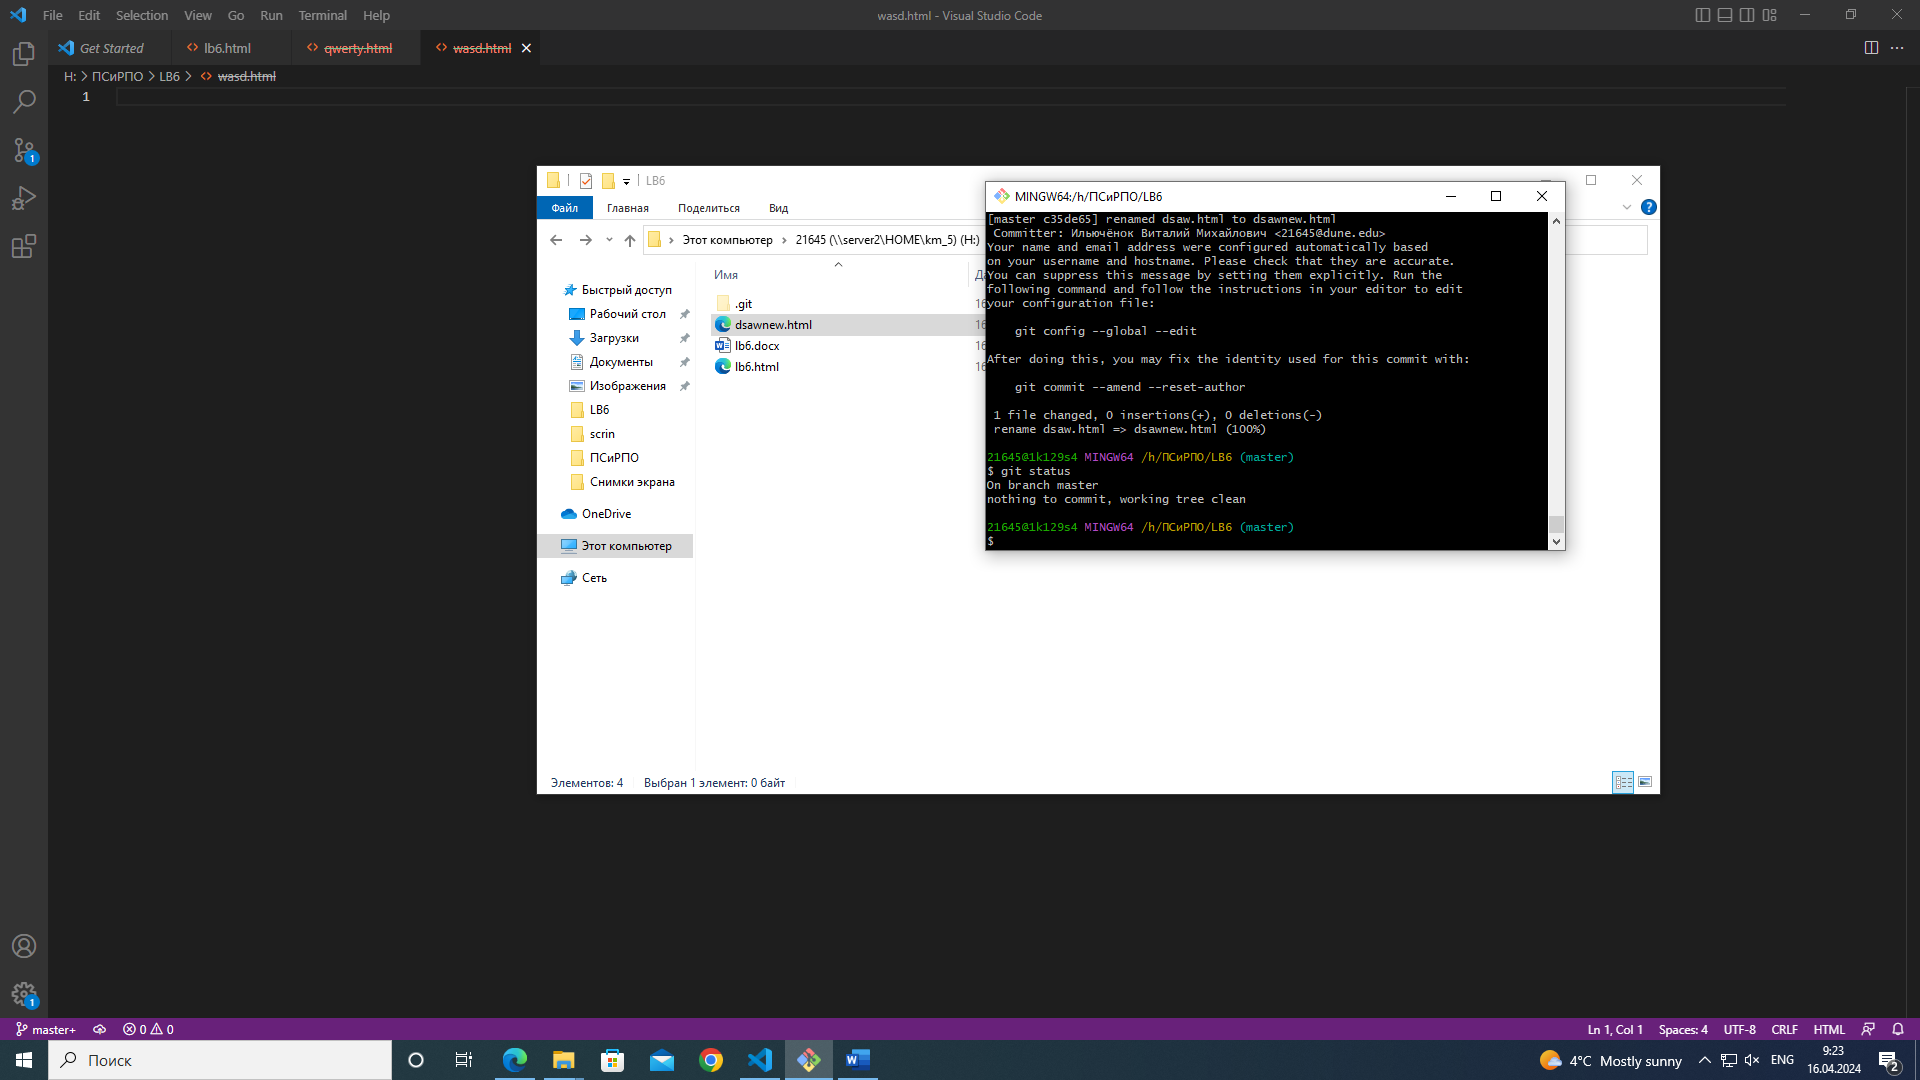 File Edit Selection View Go Run Terminal Help
wasd.html - Visual Studio Code
Get Started
lb6.html
qwerty.html
wasd.html
H: > ПСиРПО > LB6 > wasd.html
1
1
1
LB6
Файл Главная Поделиться Вид
Этот компьютер > 21645 (\\server2\HOME\km_5) (H:)
Имя
Быстрый доступ
Рабочий стол
Загрузки
Документы
Изображения
LB6
scrin
ПСиРПО
Снимки экрана
OneDrive
Этот компьютер
Сеть
.git
dsawnew.html
lb6.docx
lb6.html
Элементов: 4 Выбран 1 элемент: 0 байт
MINGW64:/h/ПСиРПО/LB6
[master c35de65] renamed dsaw.html to dsawnew.html
Committer: Ильючёнок Виталий Михайлович <21645@dune.edu>
Your name and email address were configured automatically based
on your username and hostname. Please check that they are accurate.
You can suppress this message by setting them explicitly. Run the
following command and follow the instructions in your editor to edit
your configuration file:
git config --global --edit
After doing this, you may fix the identity used for this commit with:
git commit --amend --reset-author
1 file changed, 0 insertions(+), 0 deletions(-)
rename dsaw.html => dsawnew.html (100%)
21645@1k129s4 MINGW64 /h/ПСиРПО/LB6 (master)
$ git status
On branch master
nothing to commit, working tree clean
21645@1k129s4 MINGW64 /h/ПСиРПО/LB6 (master)
$
master+ 0 0
Ln 1, Col 1 Spaces: 4 UTF-8 CRLF HTML
Поиск
4°C Mostly sunny
ENG
9:23
16.04.2024
2